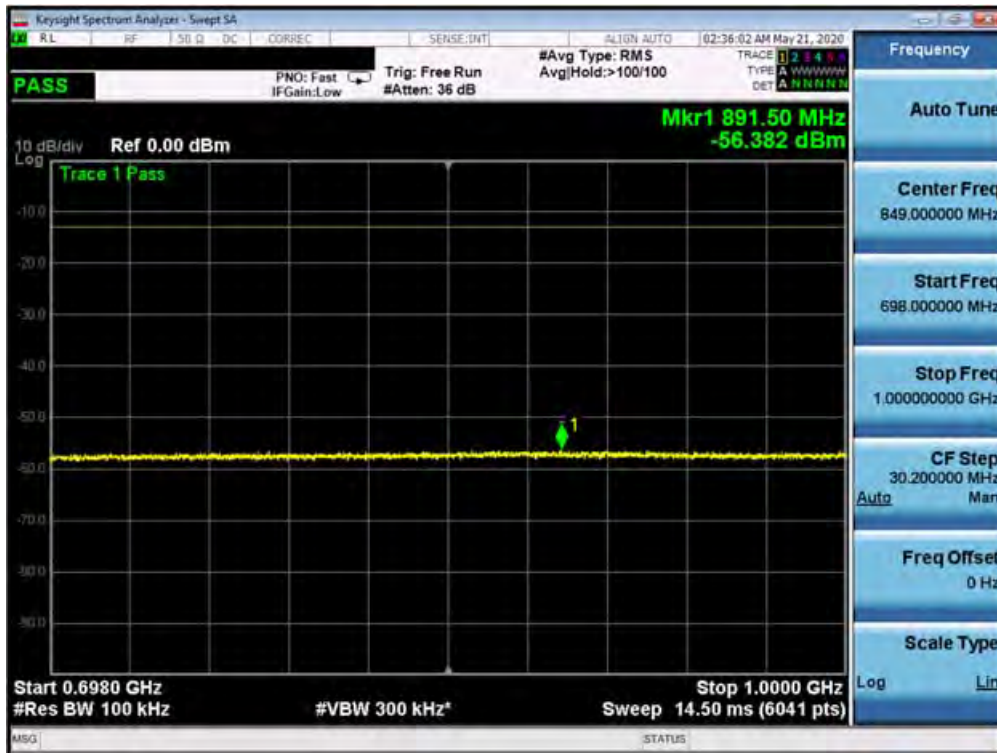 Keysight Spectrum Analyzer - Swept SA
RL RF 50 Ω DC CORREC SENSE:INT ALIGN AUTO 02:36:02 AM May 21, 2020
PASS
PNO: Fast
IFGain:Low
Trig: Free Run
#Atten: 36 dB
#Avg Type: RMS
Avg|Hold:>100/100
TRACE 1 2 3 4 5 6
TYPE A WWWWW
DET A N N N N N
Mkr1 891.50 MHz
-56.382 dBm
10 dB/div Ref 0.00 dBm
Log
Trace 1 Pass
-10.0
-20.0
-30.0
-40.0
-50.0
1
-60.0
-70.0
-80.0
-90.0
Start 0.6980 GHz Stop 1.0000 GHz
#Res BW 100 kHz #VBW 300 kHz* Sweep 14.50 ms (6041 pts)
MSG STATUS
Frequency
Auto Tune
Center Freq
849.000000 MHz
Start Freq
698.000000 MHz
Stop Freq
1.000000000 GHz
CF Step
30.200000 MHz
Auto Man
Freq Offset
0 Hz
Scale Type
Log Lin